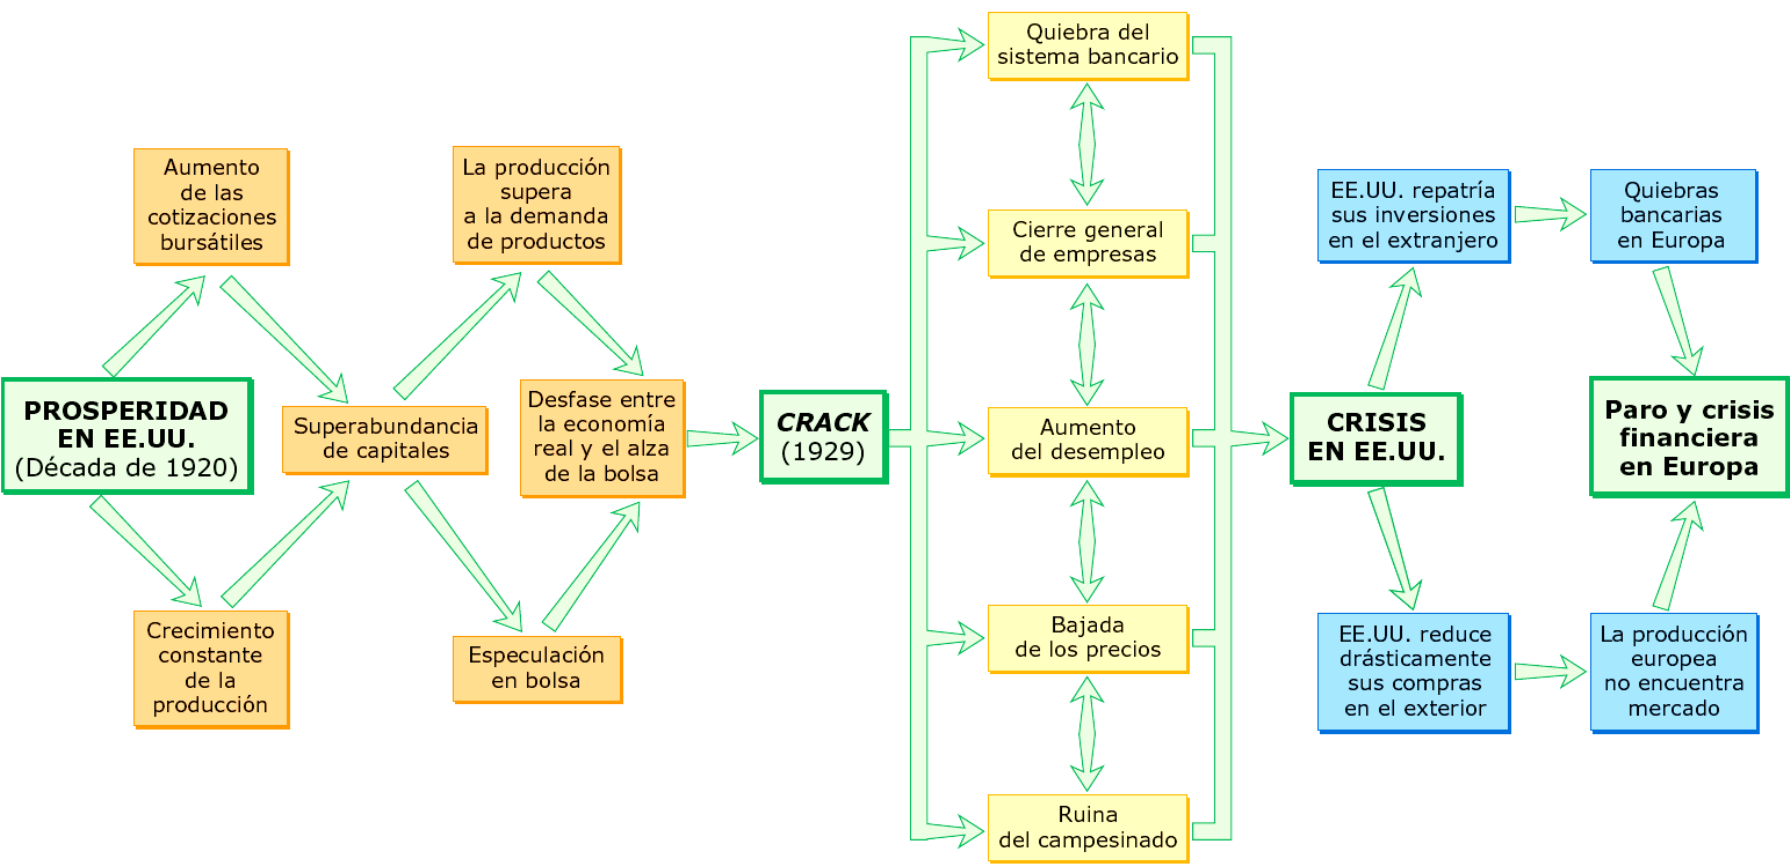 PROSPERIDAD
EN EE.UU.
(Década de 1920)
Aumento
de las
cotizaciones
bursátiles
Crecimiento
constante
de la
producción
Superabundancia
de capitales
La producción
supera
a la demanda
de productos
Especulación
en bolsa
Desfase entre
la economía
real y el alza
de la bolsa
CRACK
(1929)
Quiebra del
sistema bancario
Cierre general
de empresas
Aumento
del desempleo
Bajada
de los precios
Ruina
del campesinado
CRISIS
EN EE.UU.
EE.UU. repatría
sus inversiones
en el extranjero
Quiebras
bancarias
en Europa
EE.UU. reduce
drásticamente
sus compras
en el exterior
La producción
europea
no encuentra
mercado
Paro y crisis
financiera
en Europa